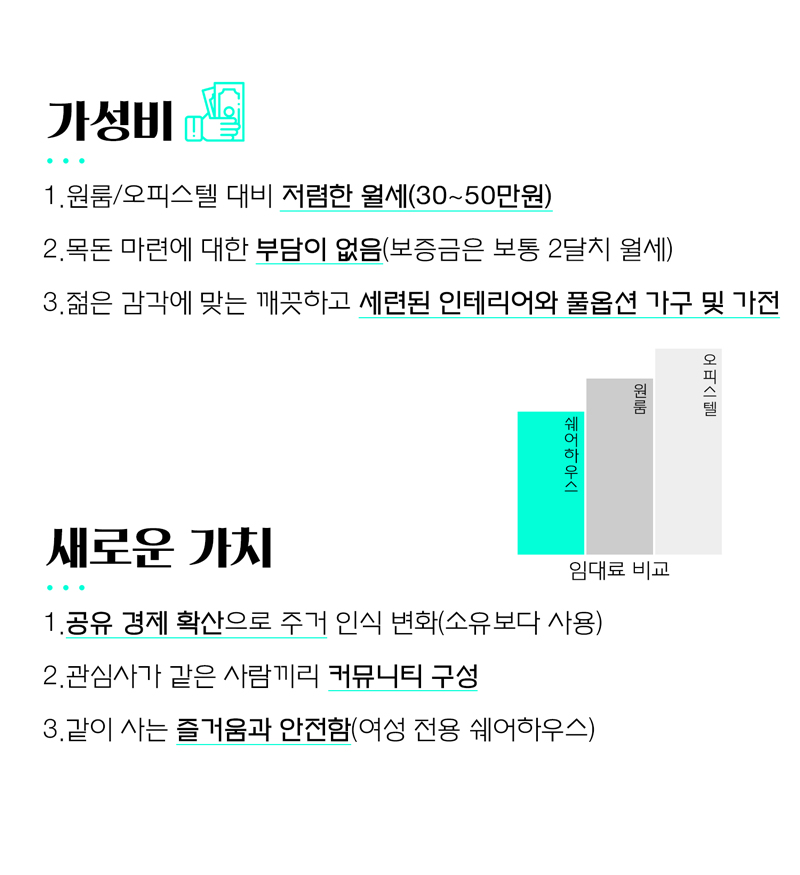 가성비
1.원룸/오피스텔 대비 저렴한 월세(30~50만원)
2.목돈 마련에 대한 부담이 없음(보증금은 보통 2달치 월세)
3.젊은 감각에 맞는 깨끗하고 세련된 인테리어와 풀옵션 가구 및 가전
쉐어하우스
원룸
오피스텔
임대료 비교
새로운 가치
1.공유 경제 확산으로 주거 인식 변화(소유보다 사용)
2.관심사가 같은 사람끼리 커뮤니티 구성
3.같이 사는 즐거움과 안전함(여성 전용 쉐어하우스)